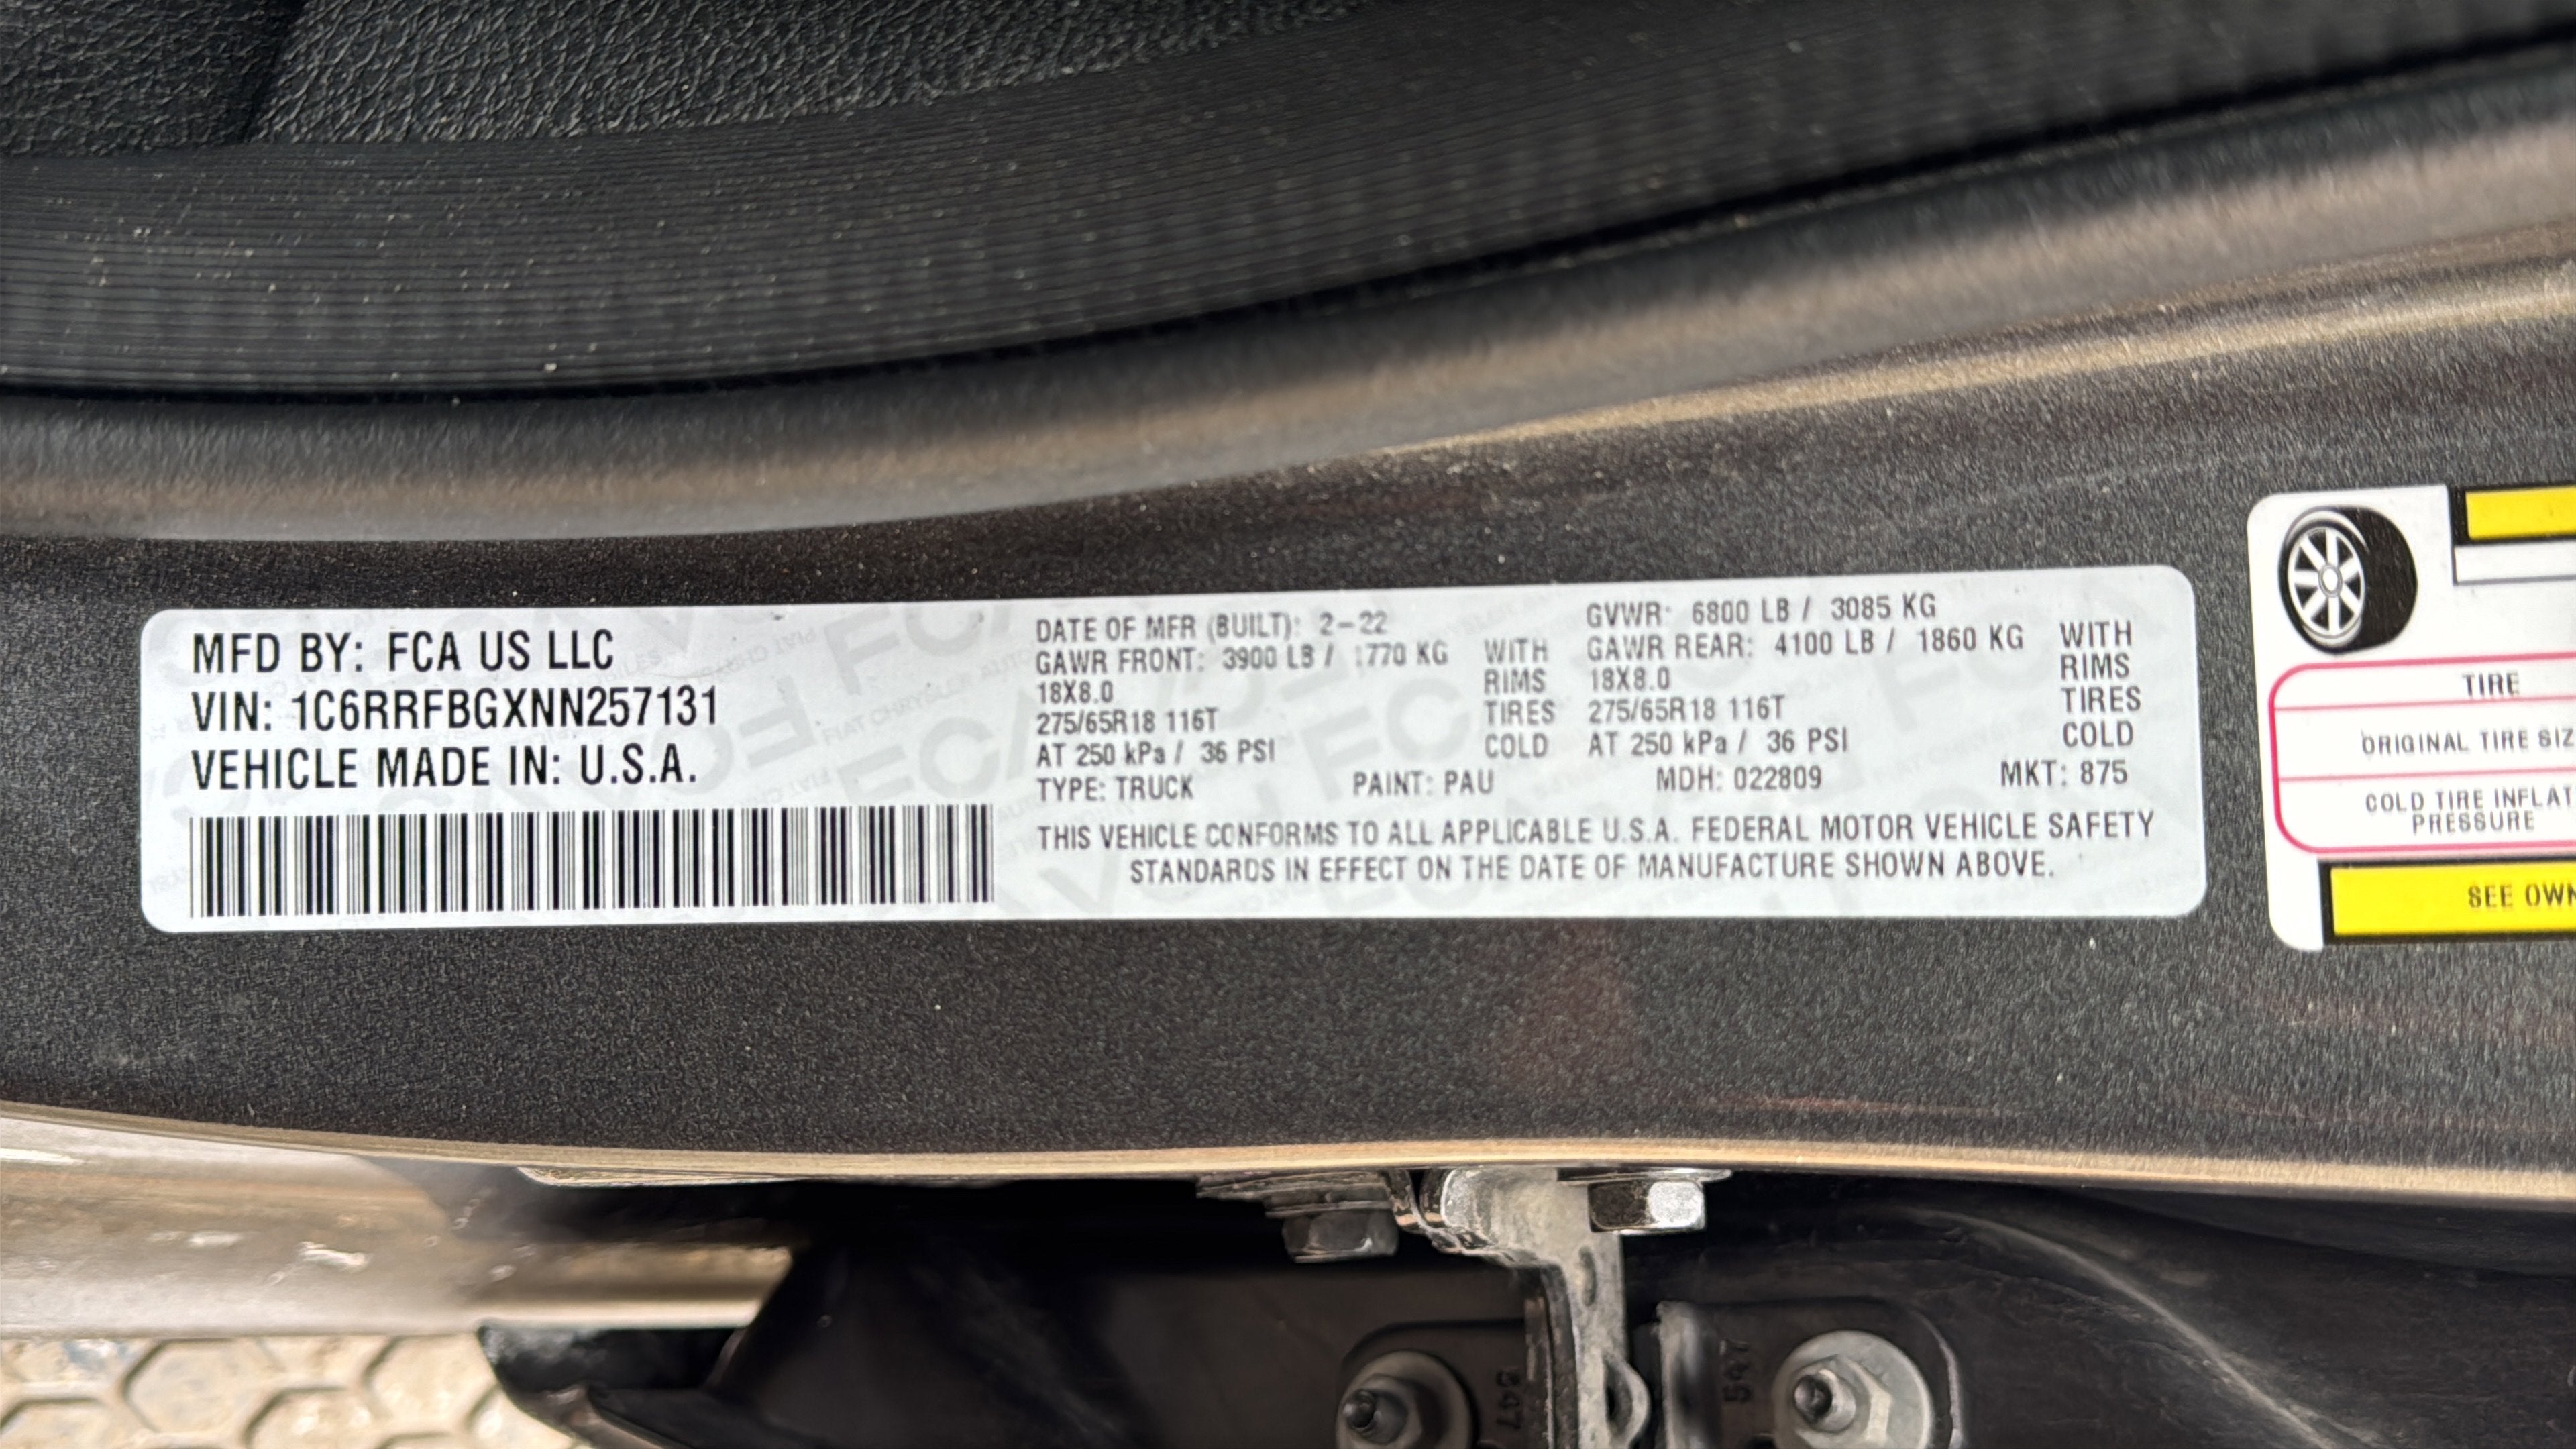 MFD BY: FCA US LLC
VIN: 1C6RRFBGXNN257131
VEHICLE MADE IN: U.S.A.
DATE OF MFR (BUILT): 2-22
GVWR: 6800 LB / 3085 KG
GAWR FRONT: 3900 LB / 1770 KG WITH
18X8.0 RIMS
275/65R18 116T TIRES
AT 250 kPa / 36 PSI COLD
GAWR REAR: 4100 LB / 1860 KG WITH
18X8.0 RIMS
275/65R18 116T TIRES
AT 250 kPa / 36 PSI COLD
TYPE: TRUCK PAINT: PAU MDH: 022809 MKT: 875
THIS VEHICLE CONFORMS TO ALL APPLICABLE U.S.A. FEDERAL MOTOR VEHICLE SAFETY
STANDARDS IN EFFECT ON THE DATE OF MANUFACTURE SHOWN ABOVE.
TIRE
ORIGINAL TIRE SIZ
COLD TIRE INFLAT
PRESSURE
SEE OWN
547
547